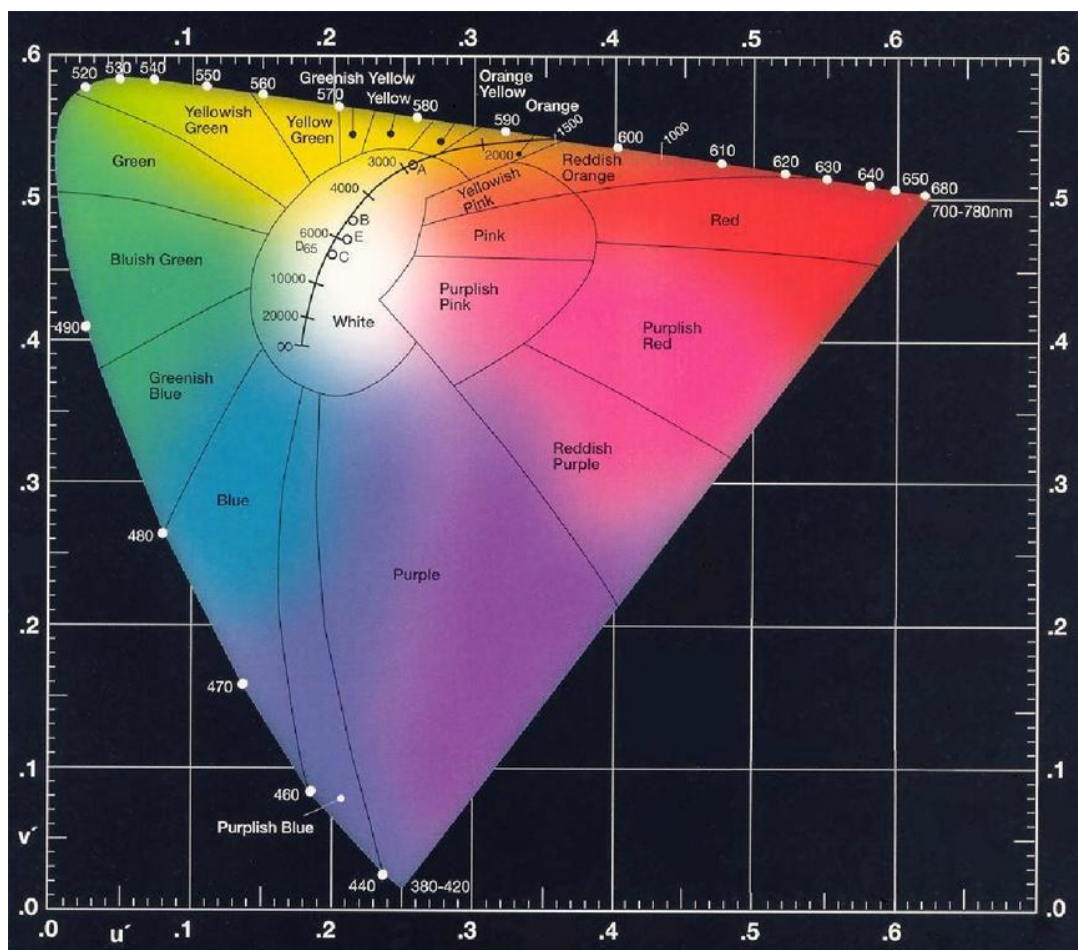 .1 .2 .3 .4 .5 .6
.6 .6
520 530 540 550 560 570 580 590 600 610 620 630 640 650 680
700-780nm
Greenish Yellow
Yellow
Orange
Yellow
Orange
1500
1000
2000
3000
A
4000
B
6000
E
D65
C
10000
20000
∞
Yellowish
Green
Yellow
Green
Green
Reddish
Orange
Yellowish
Pink
.5 .5
Red
Pink
Bluish Green
Purplish
Pink
White
Purplish
Red
490
.4 .4
Greenish
Blue
Reddish
Purple
.3 .3
Blue
480
Purple
.2 .2
470
.1 .1
460
Purplish Blue
v´
440
380-420
.0 .0
0 u´ .1 .2 .3 .4 .5 .6